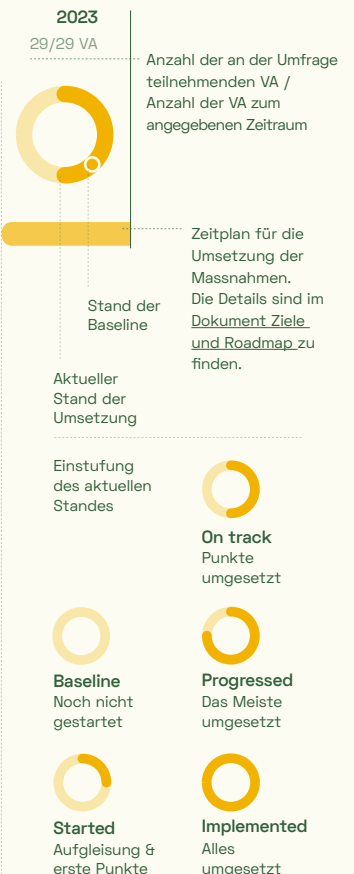 2023
29/29 VA
Anzahl der an der Umfrage
teilnehmenden VA /
Anzahl der VA zum
angegebenen Zeitraum
Zeitplan für die
Umsetzung der
Massnahmen.
Die Details sind im
Dokument Ziele
und Roadmap zu
finden.
Stand der
Baseline
Aktueller
Stand der
Umsetzung
Einstufung
des aktuellen
Standes
On track
Punkte
umgesetzt
Baseline
Noch nicht
gestartet
Progressed
Das Meiste
umgesetzt
Started
Aufgleisung &
erste Punkte
Implemented
Alles
umgesetzt